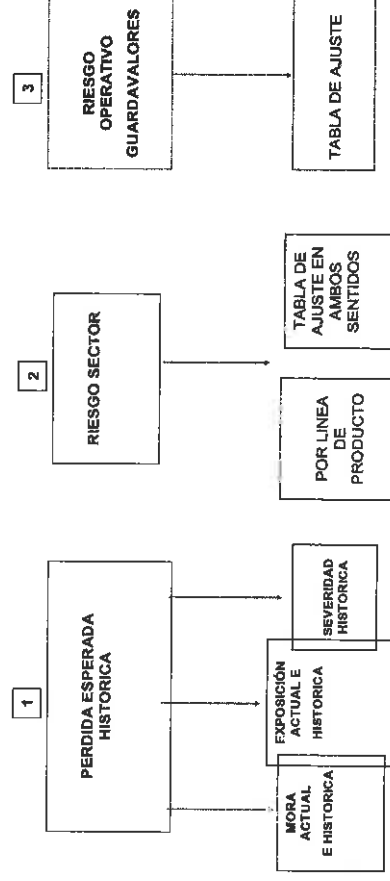 1
PERDIDA ESPERADA
HISTORICA
MORA
ACTUAL
E HISTORICA
EXPOSICIÓN
ACTUAL E
HISTORICA
SEVERIDAD
HISTORICA
2
RIESGO SECTOR
POR LINEA
DE
PRODUCTO
TABLA DE
AJUSTE EN
AMBOS
SENTIDOS
3
RIESGO
OPERATIVO
GUARDAVALORES
TABLA DE AJUSTE